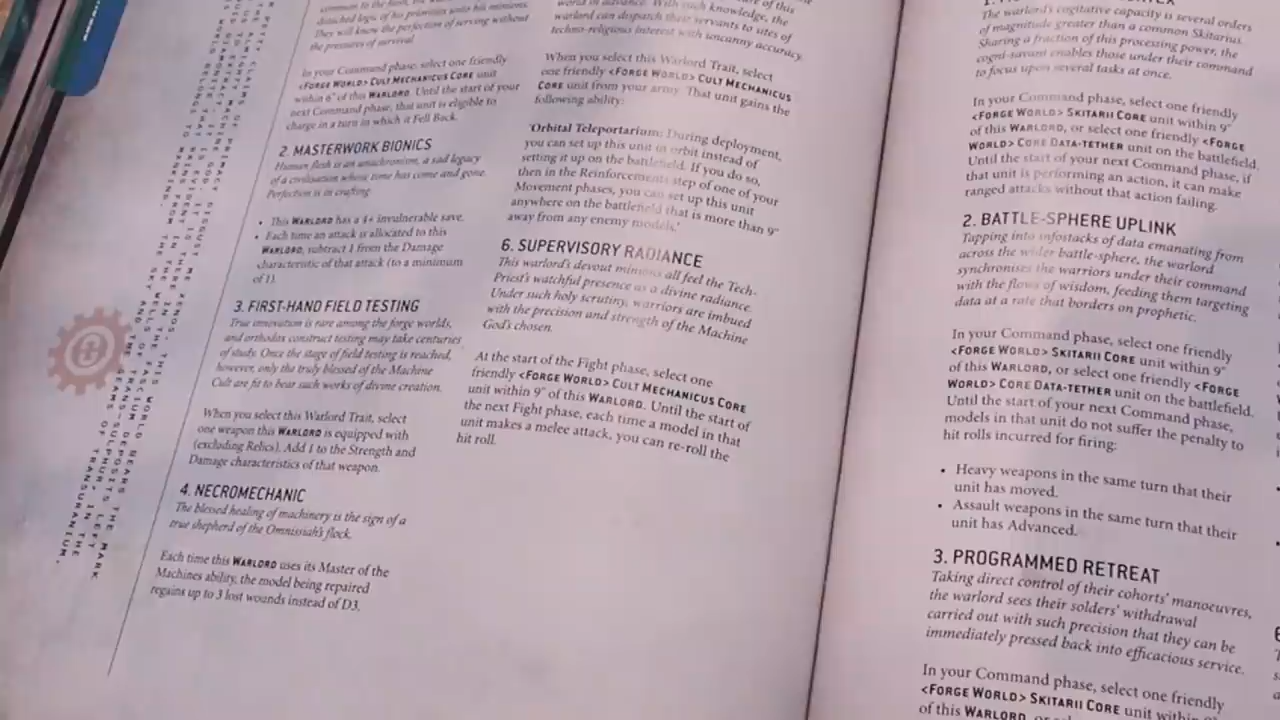 detached logic of his priorities unto his minions.
They will know the perfection of serving without
the pressures of survival.
In your Command phase, select one friendly
<FORGE WORLD> CULT MECHANICUS CORE unit
within 6" of this WARLORD. Until the start of your
next Command phase, that unit is eligible to
charge in a turn in which it Fell Back.
2. MASTERWORK BIONICS
Human flesh is an anachronism, a sad legacy
of a civilisation whose time has come and gone.
Perfection is in crafting.
• This WARLORD has a 4+ invulnerable save.
• Each time an attack is allocated to this
WARLORD, subtract 1 from the Damage
characteristic of that attack (to a minimum
of 1).
3. FIRST-HAND FIELD TESTING
True innovation is rare among the forge worlds,
and orthodox construct testing may take centuries
of study. Once the stage of field testing is reached,
however, only the truly blessed of the Machine
Cult are fit to bear such works of divine creation.
When you select this Warlord Trait, select
one weapon this WARLORD is equipped with
(excluding Relics). Add 1 to the Strength and
Damage characteristics of that weapon.
4. NECROMECHANIC
The blessed healing of machinery is the sign of a
true shepherd of the Omnissiah's flock.
Each time this WARLORD uses its Master of the
Machines ability, the model being repaired
regains up to 3 lost wounds instead of D3.
world in advance. With such knowledge, the
warlord can dispatch their servants to sites of
techno-religious interest with uncanny accuracy.
When you select this Warlord Trait, select
one friendly <FORGE WORLD> CULT MECHANICUS
CORE unit from your army. That unit gains the
following ability:
'Orbital Teleportarium: During deployment,
you can set up this unit in orbit instead of
setting it up on the battlefield. If you do so,
then in the Reinforcements step of one of your
Movement phases, you can set up this unit
anywhere on the battlefield that is more than 9"
away from any enemy models.'
6. SUPERVISORY RADIANCE
This warlord's devout minions all feel the Tech-
Priest's watchful presence as a divine radiance.
Under such holy scrutiny, warriors are imbued
with the precision and strength of the Machine
God's chosen.
At the start of the Fight phase, select one
friendly <FORGE WORLD> CULT MECHANICUS CORE
unit within 9" of this WARLORD. Until the start of
the next Fight phase, each time a model in that
unit makes a melee attack, you can re-roll the
hit roll.
The warlord's cogitative capacity is several orders
of magnitude greater than a common Skitarius.
Sharing a fraction of this processing power, the
cogni-savant enables those under their command
to focus upon several tasks at once.
In your Command phase, select one friendly
<FORGE WORLD> SKITARII CORE unit within 9"
of this WARLORD, or select one friendly <FORGE
WORLD> CORE DATA-TETHER unit on the battlefield.
Until the start of your next Command phase, if
that unit is performing an action, it can make
ranged attacks without that action failing.
2. BATTLE-SPHERE UPLINK
Tapping into infostacks of data emanating from
across the wider battle-sphere, the warlord
synchronises the warriors under their command
with the flows of wisdom, feeding them targeting
data at a rate that borders on prophetic.
In your Command phase, select one friendly
<FORGE WORLD> SKITARII CORE unit within 9"
of this WARLORD, or select one friendly <FORGE
WORLD> CORE DATA-TETHER unit on the battlefield.
Until the start of your next Command phase,
models in that unit do not suffer the penalty to
hit rolls incurred for firing:
• Heavy weapons in the same turn that their
unit has moved.
• Assault weapons in the same turn that their
unit has Advanced.
3. PROGRAMMED RETREAT
Taking direct control of their cohorts' manoeuvres,
the warlord sees their solders' withdrawal
carried out with such precision that they can be
immediately pressed back into efficacious service.
In your Command phase, select one friendly
<FORGE WORLD> SKITARII CORE unit within
of this WARLORD, or